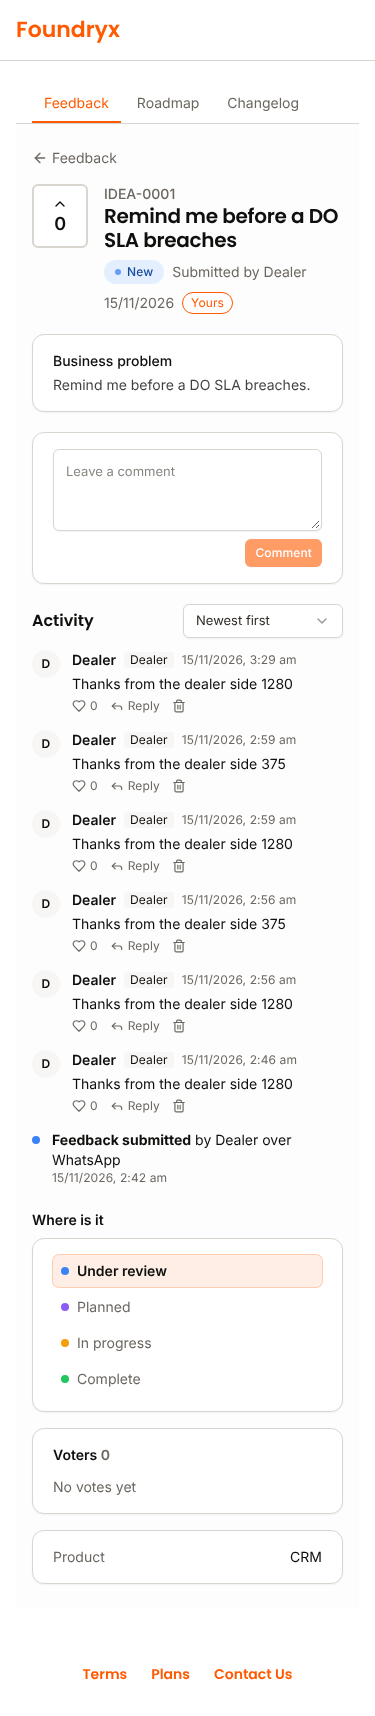 Foundryx
Feedback Roadmap Changelog
Feedback
IDEA-0001
0
Remind me before a DO
SLA breaches
New Submitted by Dealer
15/11/2026 Yours
Business problem
Remind me before a DO SLA breaches.
Leave a comment
Comment
Activity
Newest first
D Dealer Dealer 15/11/2026, 3:29 am
Thanks from the dealer side 1280
0 Reply
D Dealer Dealer 15/11/2026, 2:59 am
Thanks from the dealer side 375
0 Reply
D Dealer Dealer 15/11/2026, 2:59 am
Thanks from the dealer side 1280
0 Reply
D Dealer Dealer 15/11/2026, 2:56 am
Thanks from the dealer side 375
0 Reply
D Dealer Dealer 15/11/2026, 2:56 am
Thanks from the dealer side 1280
0 Reply
D Dealer Dealer 15/11/2026, 2:46 am
Thanks from the dealer side 1280
0 Reply
Feedback submitted by Dealer over
WhatsApp
15/11/2026, 2:42 am
Where is it
Under review
Planned
In progress
Complete
Voters 0
No votes yet
Product CRM
Terms Plans Contact Us